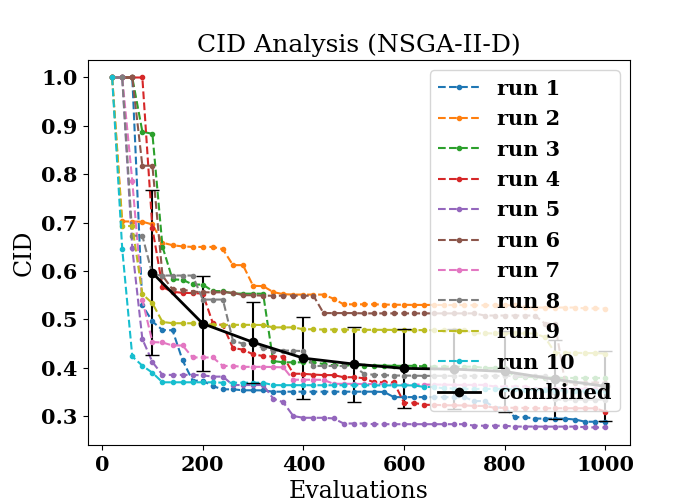 CID Analysis (NSGA-II-D)
CID
1.0
0.9
0.8
0.7
0.6
0.5
0.4
0.3
0
200
400
600
800
1000
Evaluations
run 1
run 2
run 3
run 4
run 5
run 6
run 7
run 8
run 9
run 10
combined